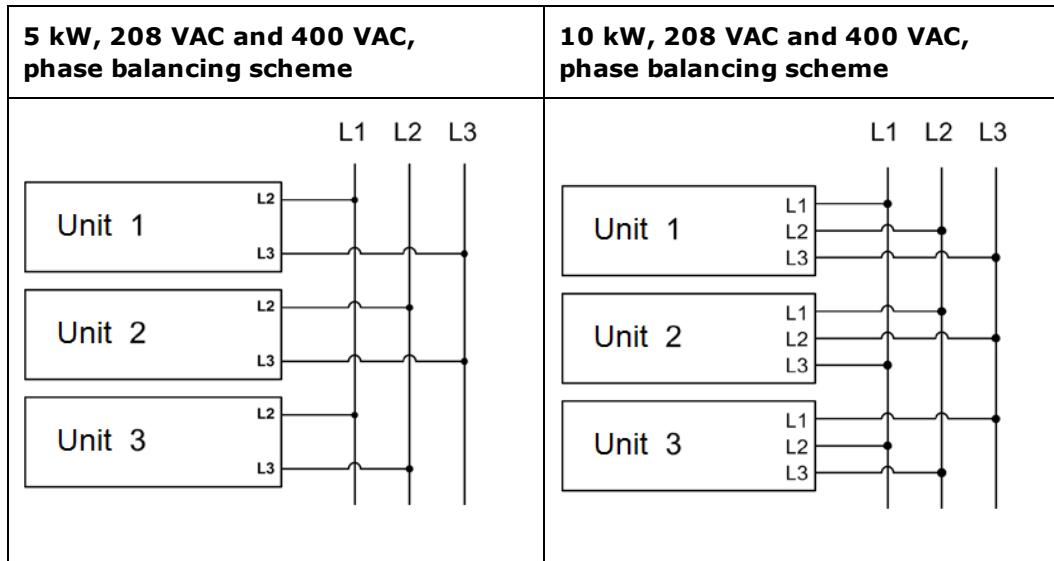 5 kW, 208 VAC and 400 VAC,
phase balancing scheme
L1 L2 L3
Unit 1
L2
L3
Unit 2
L2
L3
Unit 3
L2
L3
10 kW, 208 VAC and 400 VAC,
phase balancing scheme
L1 L2 L3
Unit 1
L1
L2
L3
Unit 2
L1
L2
L3
Unit 3
L1
L2
L3